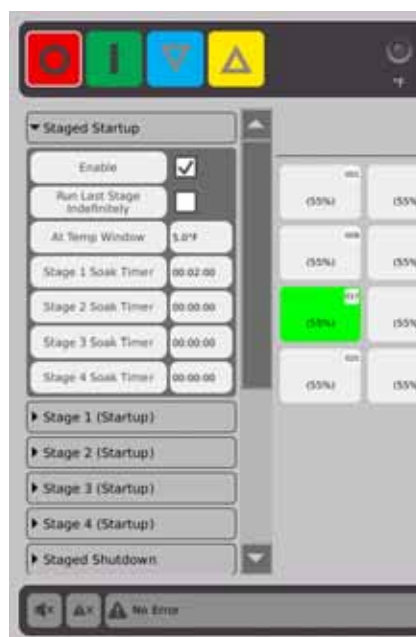 °F
Staged Startup
Enable
Run Last Stage
Indefinitely
At Temp Window 5.0°F
Stage 1 Soak Timer 00:02:00
Stage 2 Soak Timer 00:00:00
Stage 3 Soak Timer 00:00:00
Stage 4 Soak Timer 00:00:00
Stage 1 (Startup)
Stage 2 (Startup)
Stage 3 (Startup)
Stage 4 (Startup)
Staged Shutdown
(55%) (55%
(55%) (55%
(55%) (55%
(55%) (55%
No Error